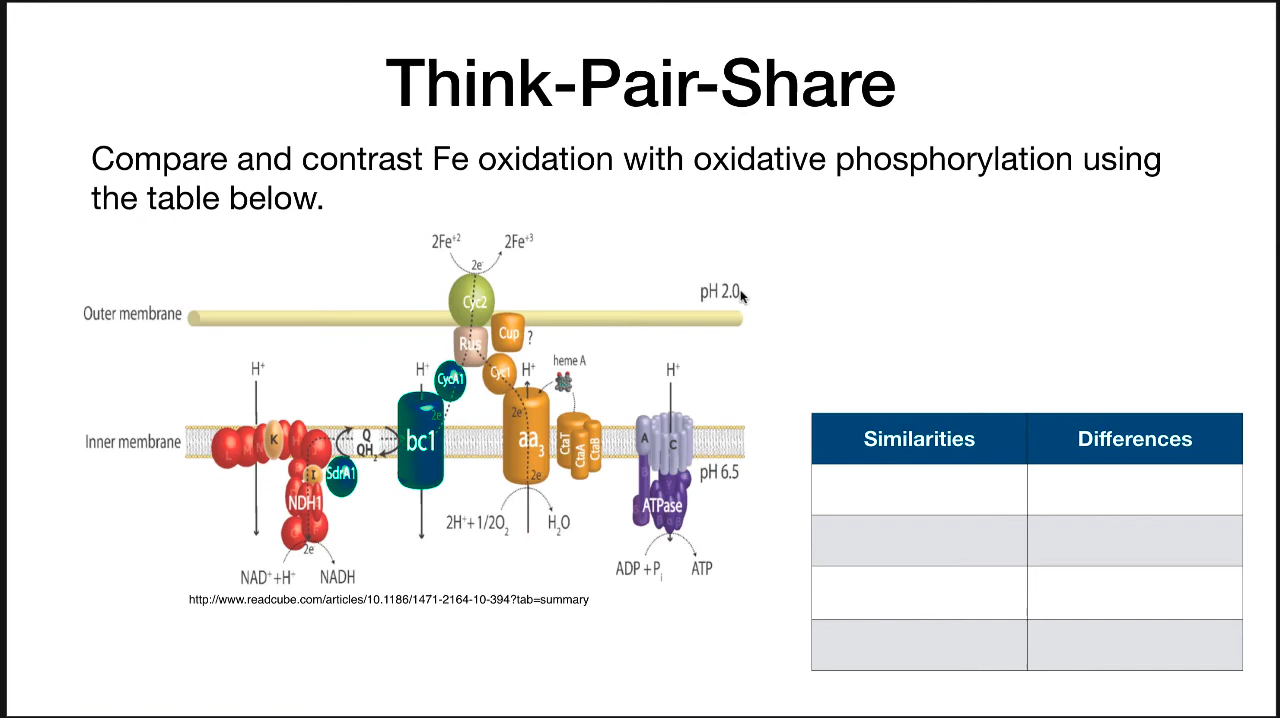 Think-Pair-Share
Compare and contrast Fe oxidation with oxidative phosphorylation using
the table below.
2Fe+2 2Fe+3
2e-
Cyc2
pH 2.0
Outer membrane
Cup ?
Rus
H+ H+ CycA1 Cyc1 H+ heme A H+
2e- 2e-
Inner membrane
K Q QH2 bc1 aa3 CtaT CtaA CtaB A C
I SdrA1 2e- pH 6.5
NDH1 ATPase
2H++1/2O2 H2O
2e-
NAD++H+ NADH ADP+Pi ATP
http://www.readcube.com/articles/10.1186/1471-2164-10-394?tab=summary
Similarities Differences